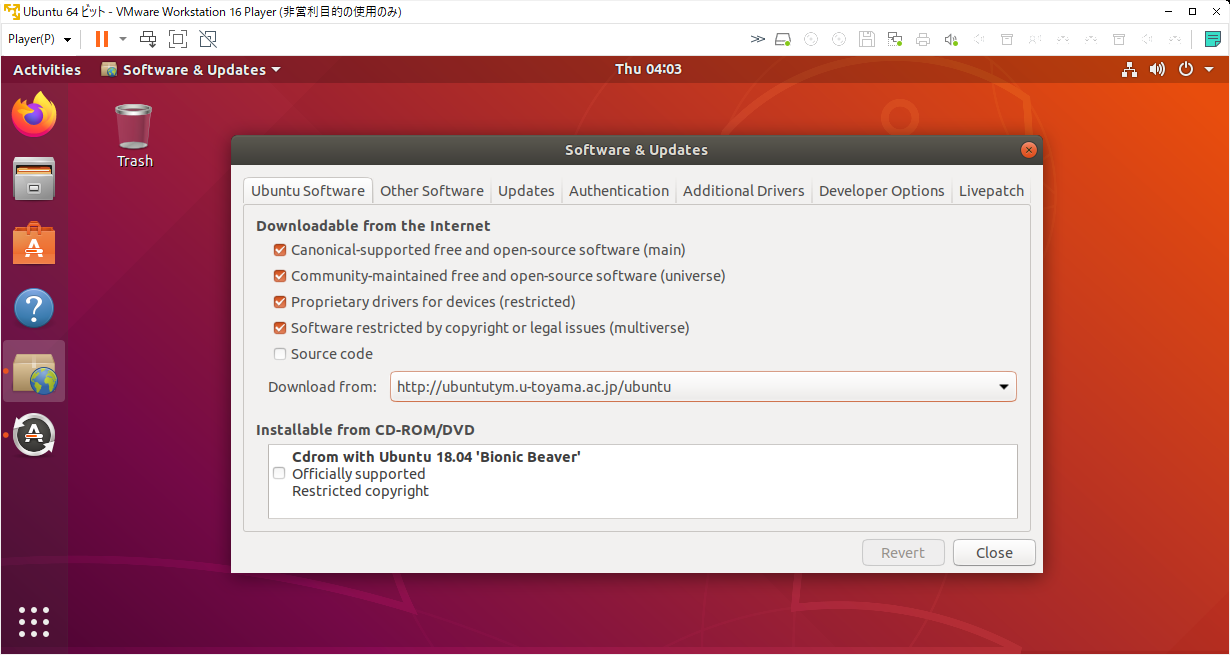 Ubuntu 64 ビット - VMware Workstation 16 Player (非営利目的の使用のみ)
Player(P)
Activities
Software & Updates
Thu 04:03
Trash
Software & Updates
Ubuntu Software
Other Software
Updates
Authentication
Additional Drivers
Developer Options
Livepatch
Downloadable from the Internet
Canonical-supported free and open-source software (main)
Community-maintained free and open-source software (universe)
Proprietary drivers for devices (restricted)
Software restricted by copyright or legal issues (multiverse)
Source code
Download from:
http://ubuntutym.u-toyama.ac.jp/ubuntu
Installable from CD-ROM/DVD
Cdrom with Ubuntu 18.04 'Bionic Beaver'
Officially supported
Restricted copyright
Revert
Close